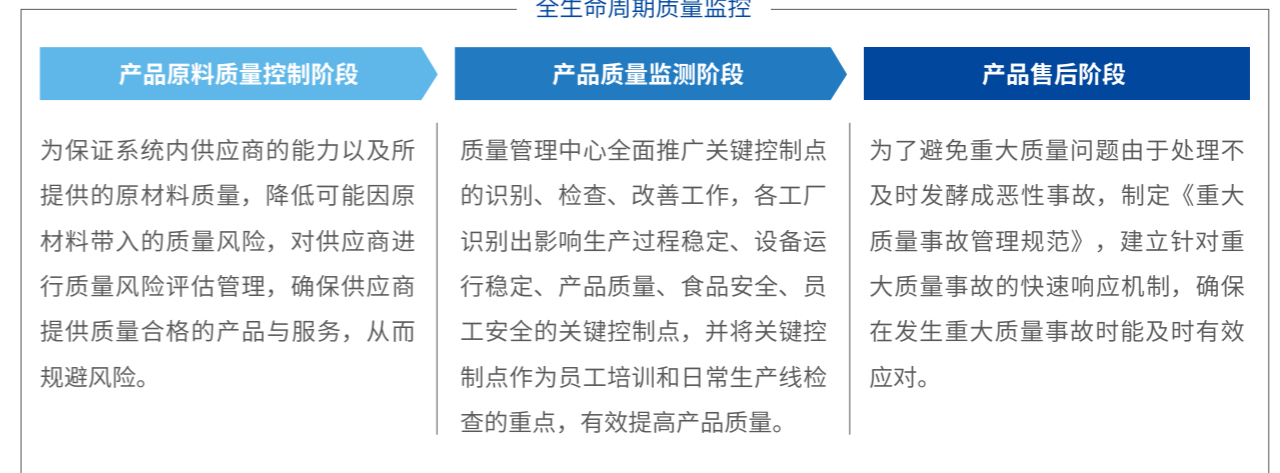 全生命周期质量监控
产品原料质量控制阶段
为保证系统内供应商的能力以及所
提供的原材料质量，降低可能因原
材料带入的质量风险，对供应商进
行质量风险评估管理，确保供应商
提供质量合格的产品与服务，从而
规避风险。
产品质量监测阶段
质量管理中心全面推广关键控制点
的识别、检查、改善工作，各工厂
识别出影响生产过程稳定、设备运
行稳定、产品质量、食品安全、员
工安全的关键控制点，并将关键控
制点作为员工培训和日常生产线检
查的重点，有效提高产品质量。
产品售后阶段
为了避免重大质量问题由于处理不
及时发酵成恶性事故，制定《重大
质量事故管理规范》，建立针对重
大质量事故的快速响应机制，确保
在发生重大质量事故时能及时有效
应对。